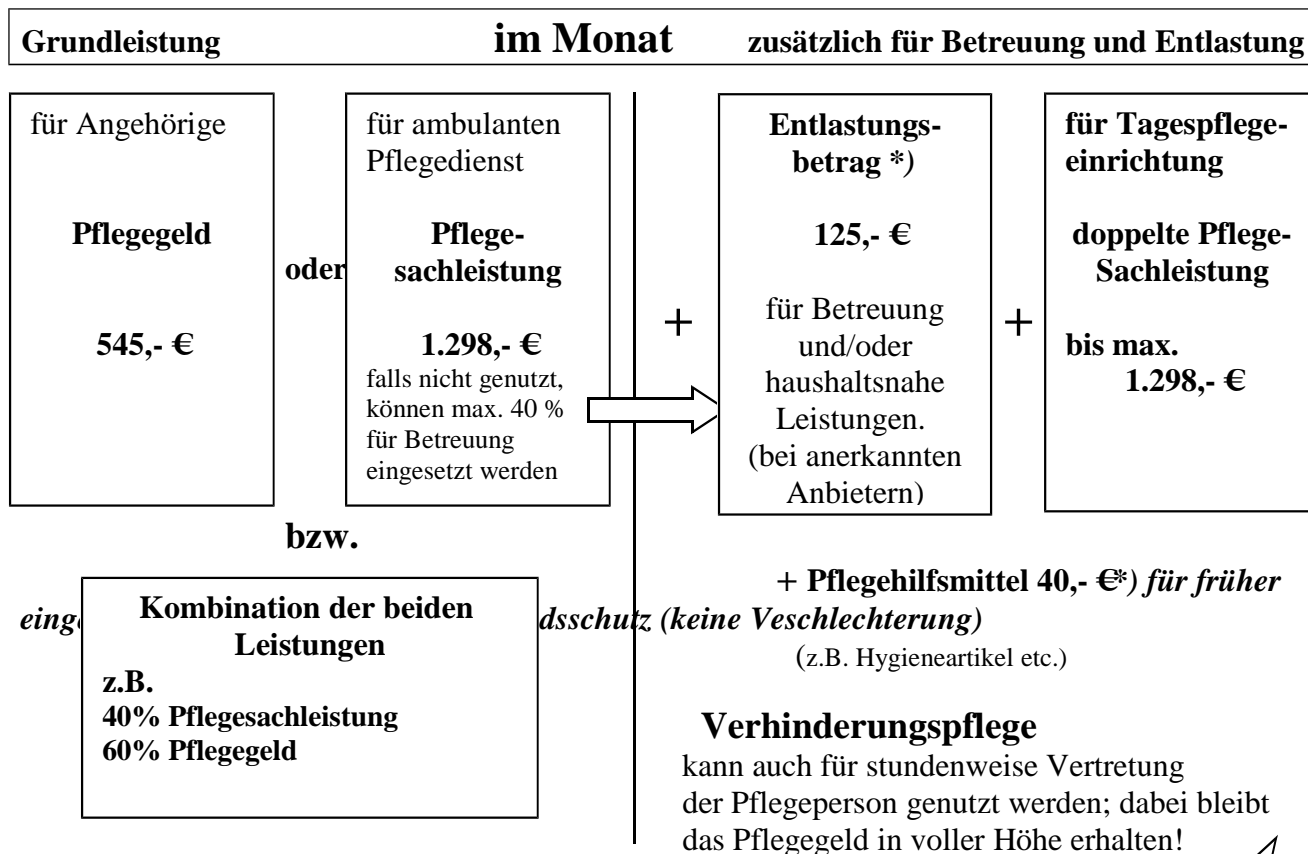 Grundleistung im Monat zusätzlich für Betreuung und Entlastung
für Angehörige
Pflegegeld
545,- €
oder
für ambulanten
Pflegedienst
Pflege-
sachleistung
1.298,- €
falls nicht genutzt,
können max. 40 %
für Betreuung
eingesetzt werden
+
Entlastungs-
betrag *)
125,- €
für Betreuung
und/oder
haushaltsnahe
Leistungen.
(bei anerkannten
Anbietern)
+
für Tagespflege-
einrichtung
doppelte Pflege-
Sachleistung
bis max.
1.298,- €
bzw.
Kombination der beiden
Leistungen
z.B.
40% Pflegesachleistung
60% Pflegegeld
+ Pflegehilfsmittel 40,- €*) für früher
dsschutz (keine Veschlechterung)
(z.B. Hygieneartikel etc.)
Verhinderungspflege
kann auch für stundenweise Vertretung
der Pflegeperson genutzt werden; dabei bleibt
das Pflegegeld in voller Höhe erhalten!